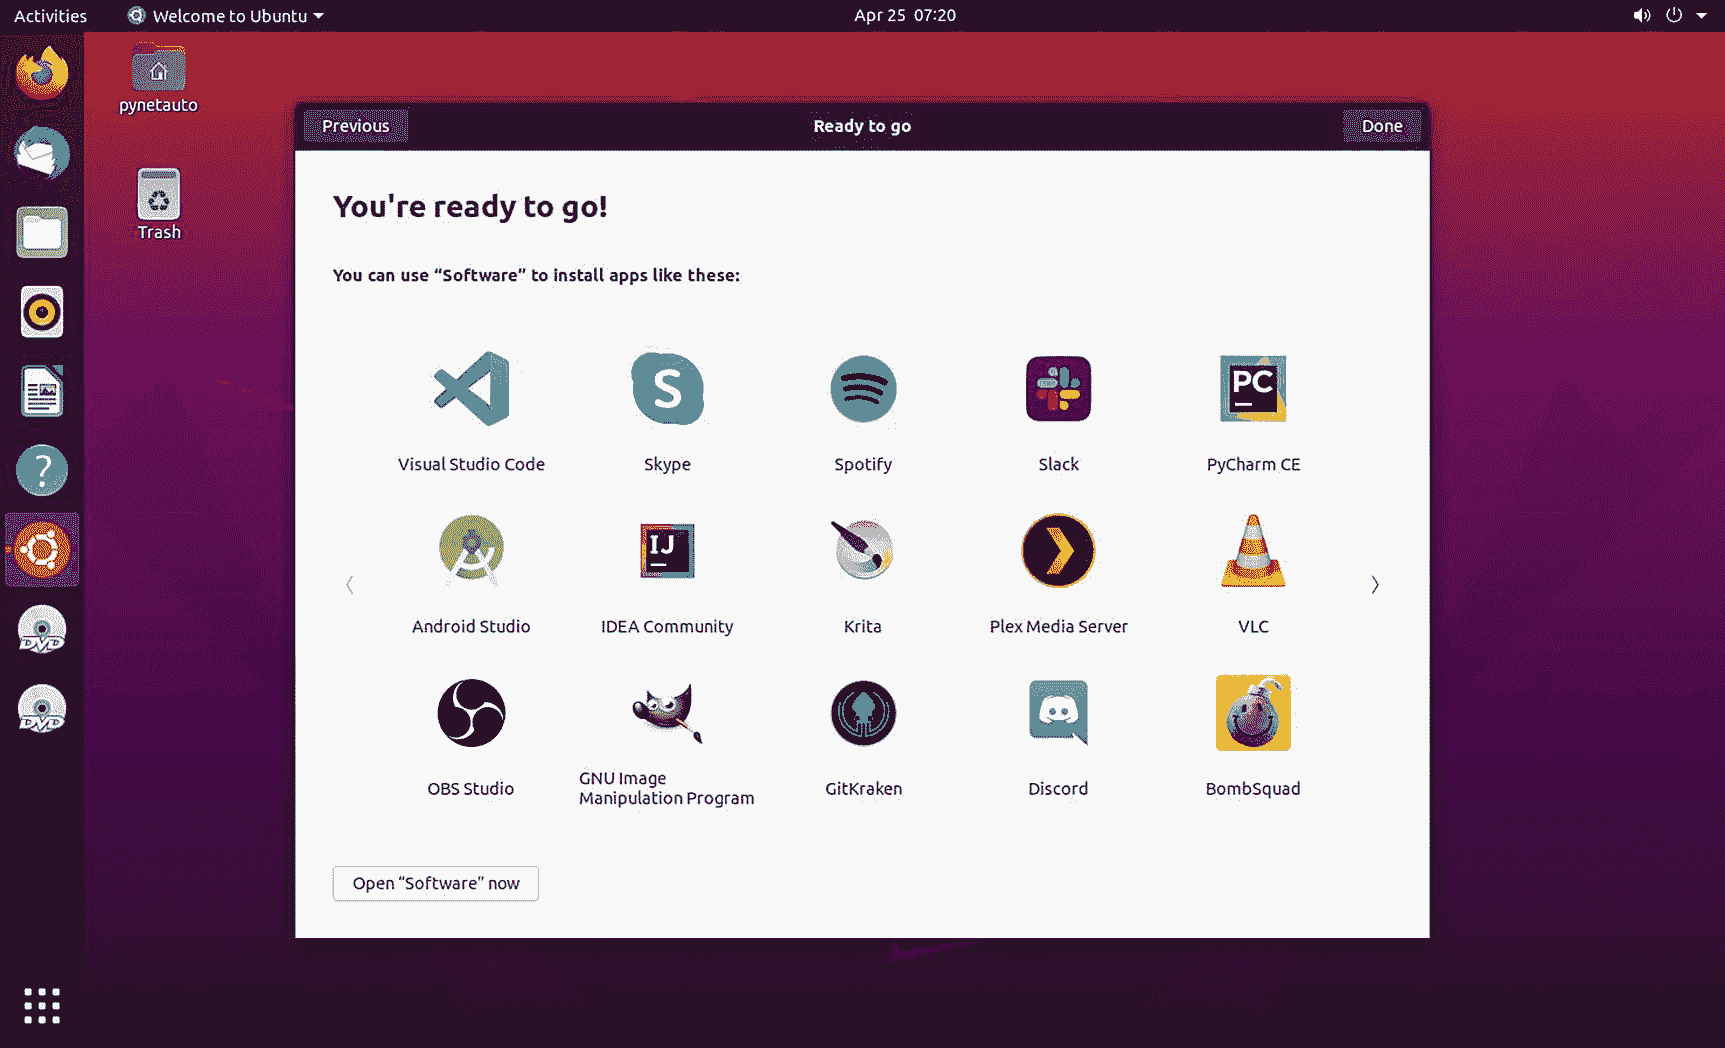 Activities
Welcome to Ubuntu
Apr 25 07:20
pynetauto
Trash
Previous
Ready to go
Done
You're ready to go!
You can use “Software” to install apps like these:
Visual Studio Code
Skype
Spotify
Slack
PyCharm CE
Android Studio
IDEA Community
Krita
Plex Media Server
VLC
OBS Studio
GNU Image
Manipulation Program
GitKraken
Discord
BombSquad
Open “Software” now
S
PC
IJ
?
DVD
DVD